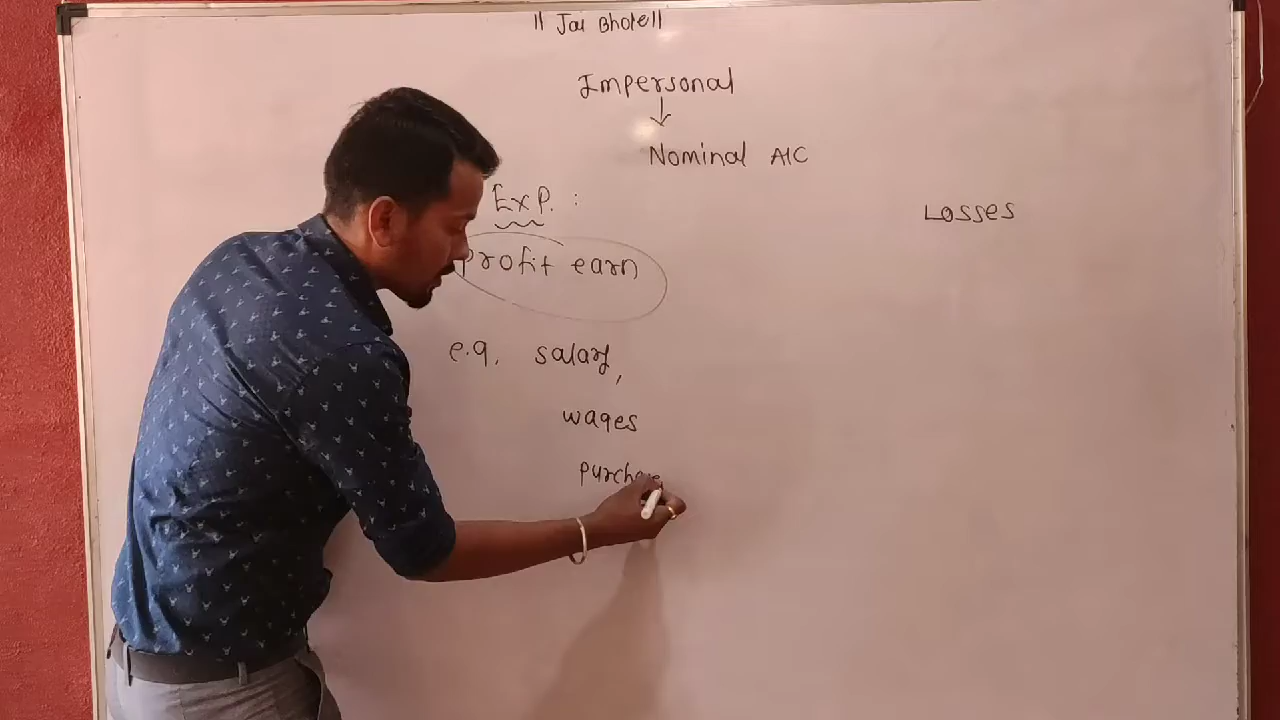 || Jai Bhole ||
Impersonal
↓
Nominal A/C
Exp. :
Losses
Profit earn
e.g. salary,
wages